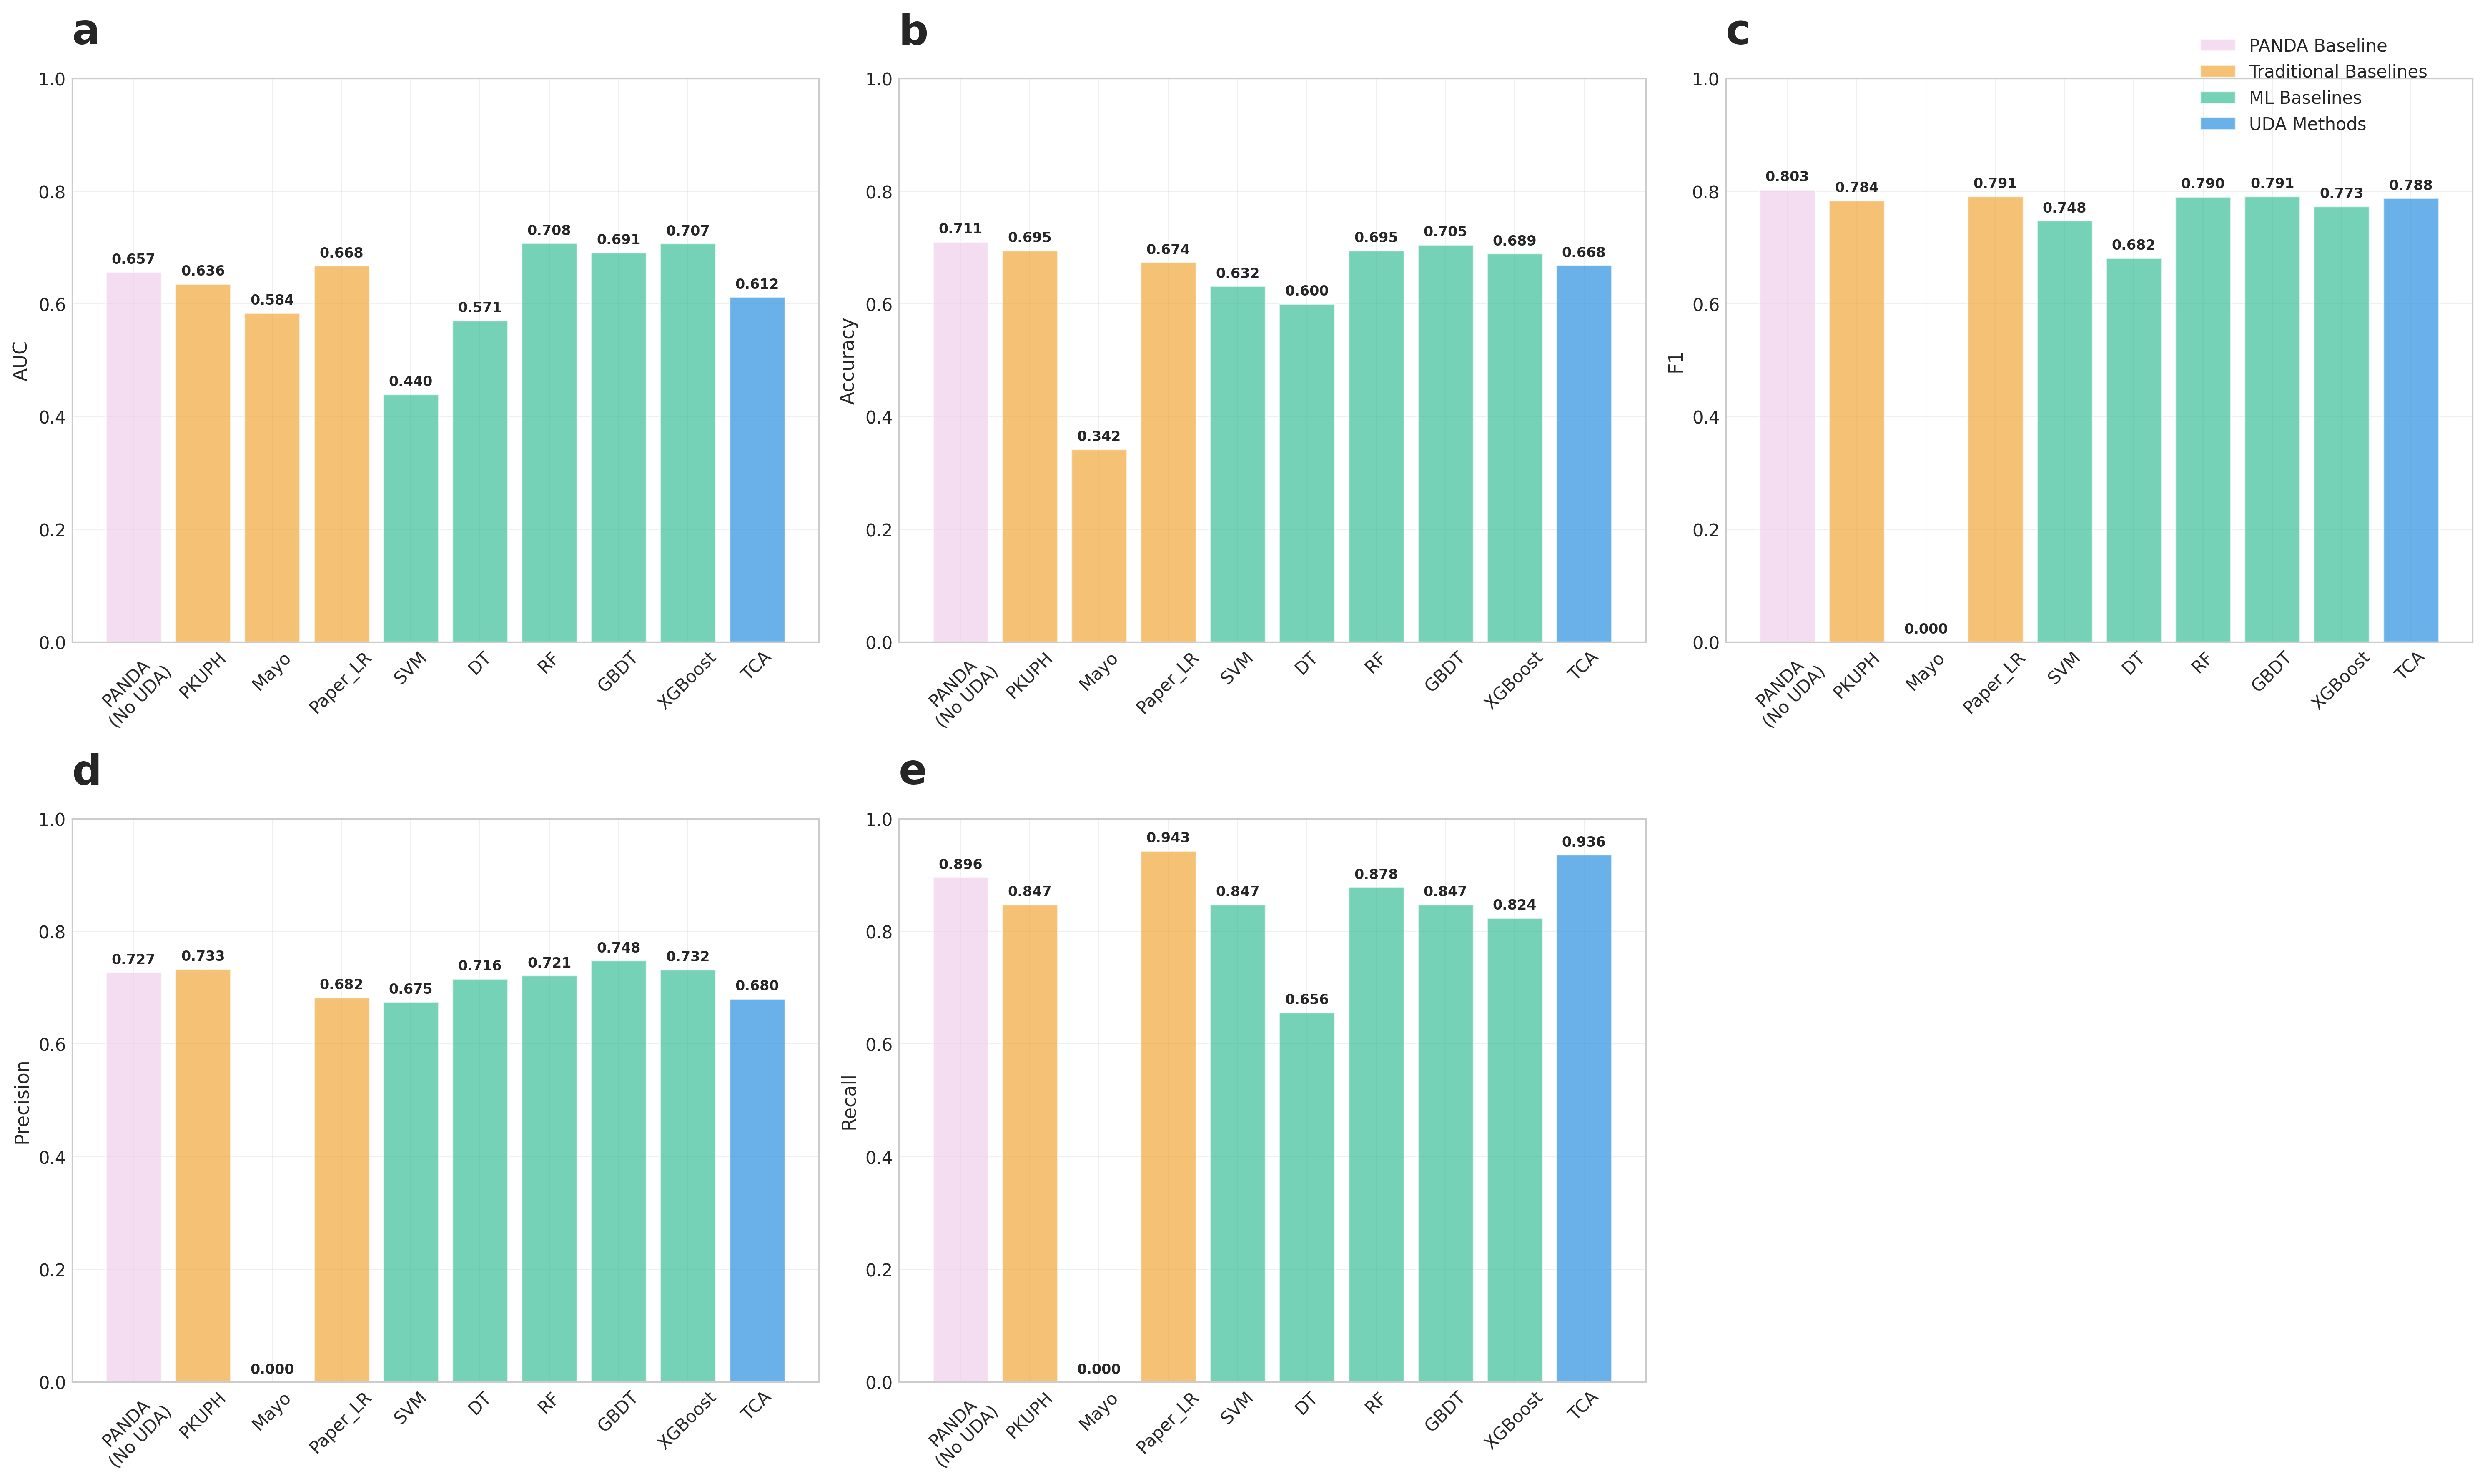 a
1.0
0.8
0.6
0.4
0.2
0.0
AUC
0.657
0.636
0.584
0.668
0.440
0.571
0.708
0.691
0.707
0.612
PANDA
(No UDA)
PKUPH
Mayo
Paper_LR
SVM
DT
RF
GBDT
XGBoost
TCA
b
1.0
0.8
0.6
0.4
0.2
0.0
Accuracy
0.711
0.695
0.342
0.674
0.632
0.600
0.695
0.705
0.689
0.668
PANDA
(No UDA)
PKUPH
Mayo
Paper_LR
SVM
DT
RF
GBDT
XGBoost
TCA
c
PANDA Baseline
Traditional Baselines
ML Baselines
UDA Methods
1.0
0.8
0.6
0.4
0.2
0.0
F1
0.803
0.784
0.000
0.791
0.748
0.682
0.790
0.791
0.773
0.788
PANDA
(No UDA)
PKUPH
Mayo
Paper_LR
SVM
DT
RF
GBDT
XGBoost
TCA
d
1.0
0.8
0.6
0.4
0.2
0.0
Precision
0.727
0.733
0.000
0.682
0.675
0.716
0.721
0.748
0.732
0.680
PANDA
(No UDA)
PKUPH
Mayo
Paper_LR
SVM
DT
RF
GBDT
XGBoost
TCA
e
1.0
0.8
0.6
0.4
0.2
0.0
Recall
0.896
0.847
0.000
0.943
0.847
0.656
0.878
0.847
0.824
0.936
PANDA
(No UDA)
PKUPH
Mayo
Paper_LR
SVM
DT
RF
GBDT
XGBoost
TCA